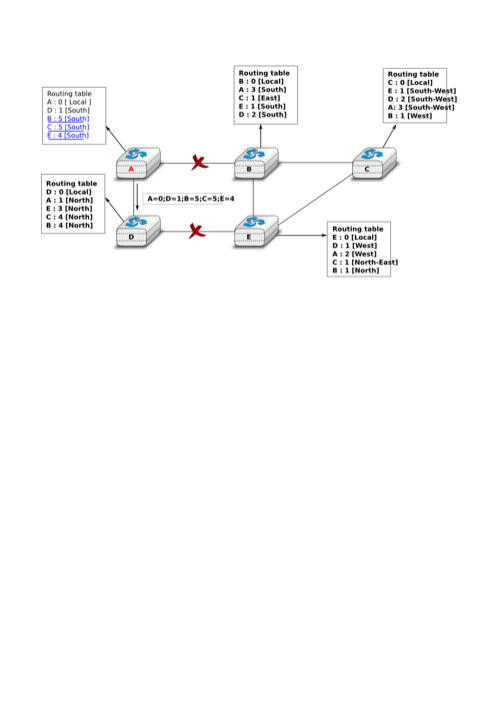 Routing table
A : 0 [ Local ]
D : 1 [South]
B : 5 [South]
C : 5 [South]
E : 4 [South]
Routing table
B : 0 [Local]
A : 3 [South]
C : 1 [East]
E : 1 [South]
D : 2 [South]
Routing table
C : 0 [Local]
E : 1 [South-West]
D : 2 [South-West]
A: 3 [South-West]
B : 1 [West]
A
B
C
Routing table
D : 0 [Local]
A : 1 [North]
E : 3 [North]
C : 4 [North]
B : 4 [North]
A=0;D=1;B=5;C=5;E=4
D
E
Routing table
E : 0 [Local]
D : 1 [West]
A : 2 [West]
C : 1 [North-East]
B : 1 [North]